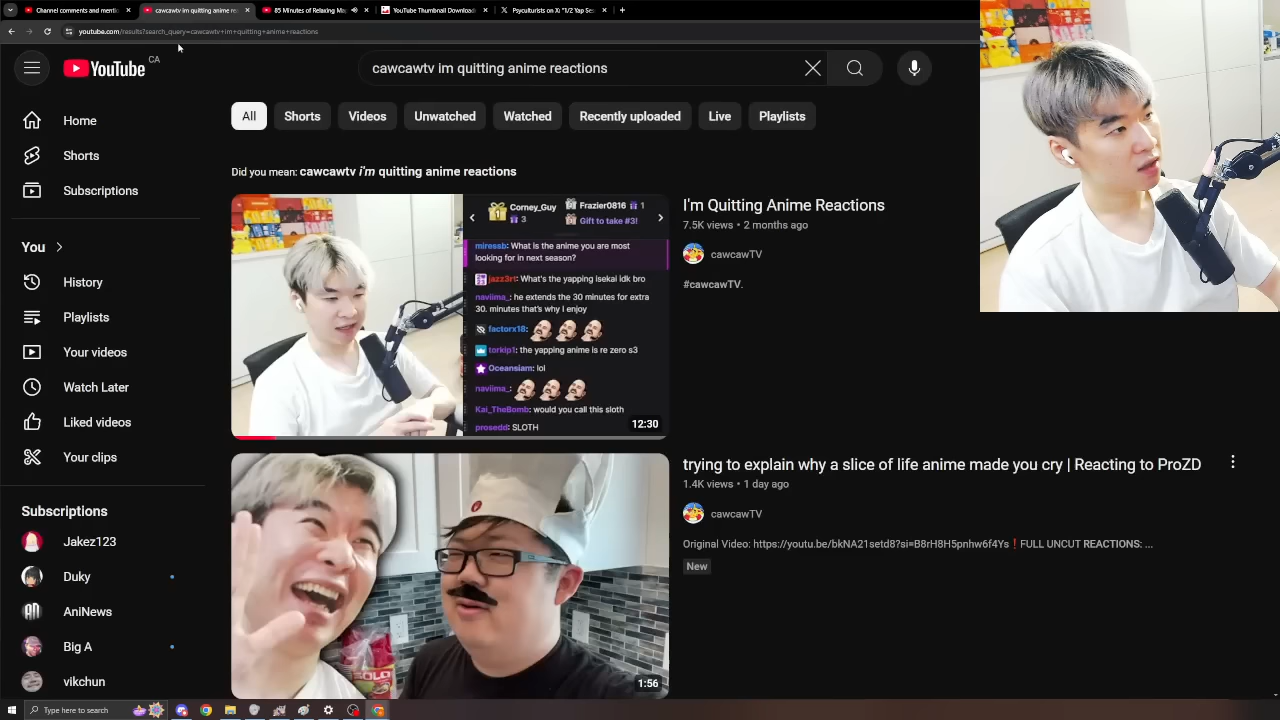 Channel comments and menti
cawcawtv im quitting anime re
85 Minutes of Relaxing Ma
YouTube Thumbnail Download
Psyculturists on X: "1/2 Yap Se
youtube.com/results?search_query=cawcawtv+im+quitting+anime+reactions
YouTube CA
cawcawtv im quitting anime reactions
All
Shorts
Videos
Unwatched
Watched
Recently uploaded
Live
Playlists
Home
Shorts
Subscriptions
You
History
Playlists
Your videos
Watch Later
Liked videos
Your clips
Subscriptions
Jakez123
Duky
AniNews
Big A
vikchun
Did you mean: cawcawtv i'm quitting anime reactions
Corney_Guy
3
Frazier0816 1
Gift to take #3!
miressb: What is the anime you are most
looking for in next season?
jazz3rt: What's the yapping isekai idk bro
naviima_: he extends the 30 minutes for extra
30. minutes that's why I enjoy
factorx18:
torkip1: the yapping anime is re zero s3
Oceansiam: lol
naviima_:
Kai_TheBomb: would you call this sloth
prosedd: SLOTH
12:30
I'm Quitting Anime Reactions
7.5K views • 2 months ago
cawcawTV
#cawcawTV.
1:56
trying to explain why a slice of life anime made you cry | Reacting to ProZD
1.4K views • 1 day ago
cawcawTV
Original Video: https://youtu.be/bkNA21setd8?si=B8rH8H5pnhw6f4Ys❗FULL UNCUT REACTIONS: ...
New
Type here to search